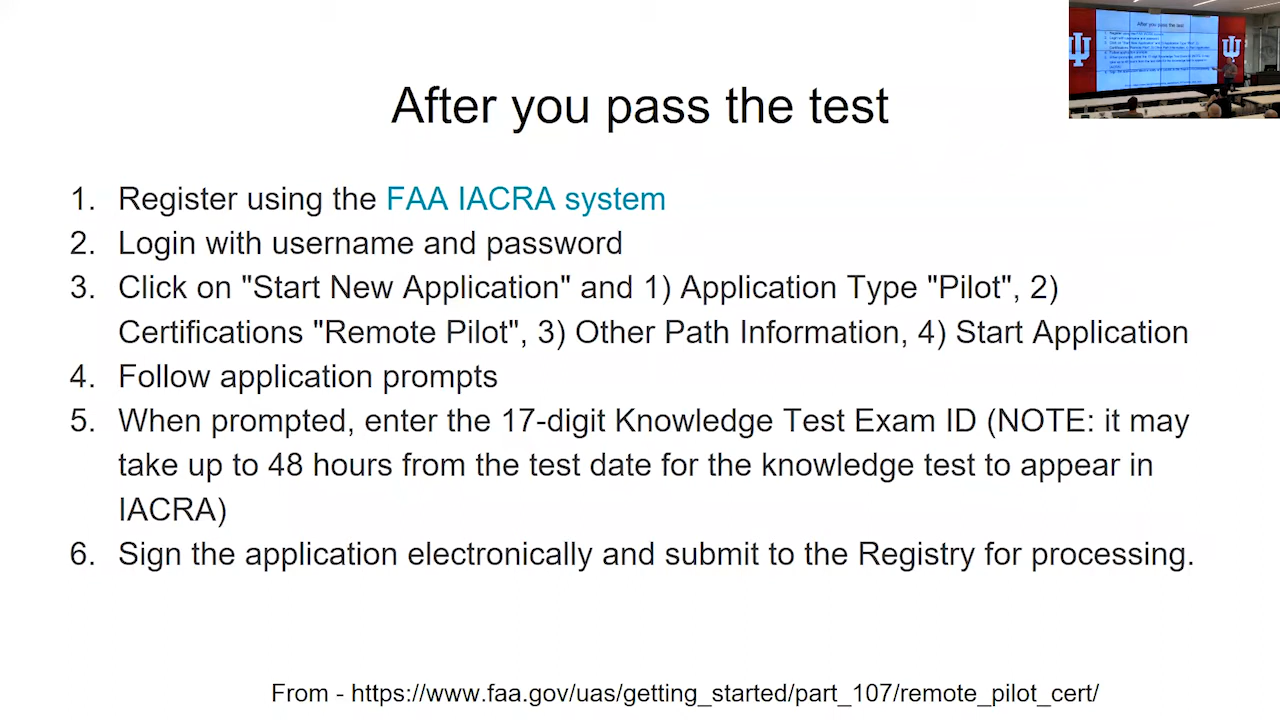 After you pass the test
1. Register using the FAA IACRA system
2. Login with username and password
3. Click on "Start New Application" and 1) Application Type "Pilot", 2)
Certifications "Remote Pilot", 3) Other Path Information, 4) Start Application
4. Follow application prompts
5. When prompted, enter the 17-digit Knowledge Test Exam ID (NOTE: it may
take up to 48 hours from the test date for the knowledge test to appear in
IACRA)
6. Sign the application electronically and submit to the Registry for processing.
From - https://www.faa.gov/uas/getting_started/part_107/remote_pilot_cert/
After you pass the test